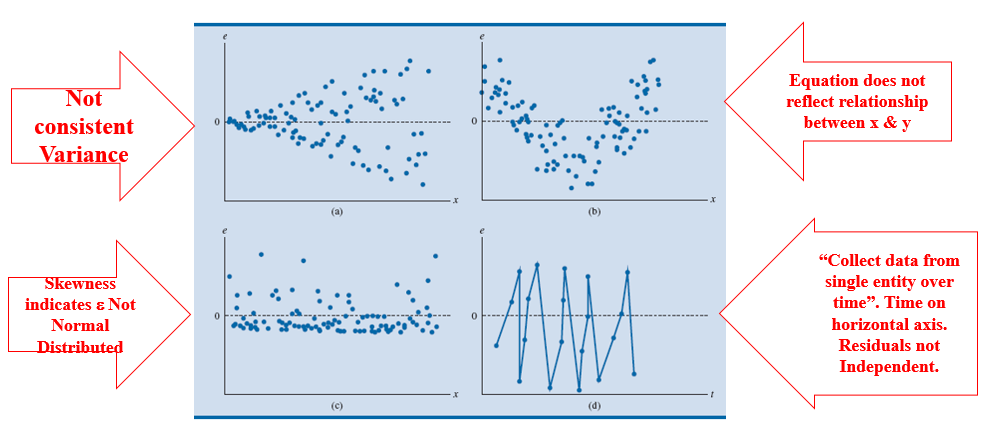 Not
consistent
Variance
e
0
x
(a)
e
0
x
(b)
Equation does not
reflect relationship
between x & y
Skewness
indicates ε Not
Normal
Distributed
e
0
x
(c)
e
0
t
(d)
“Collect data from
single entity over
time”. Time on
horizontal axis.
Residuals not
Independent.